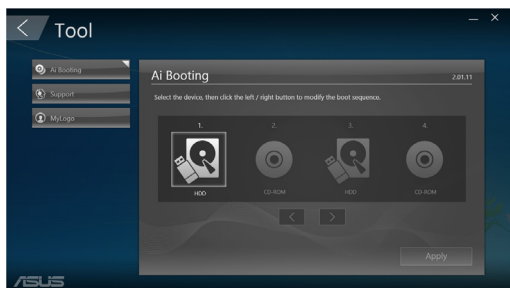 Tool
Ai Booting
Support
MyLogo
Ai Booting
2.01.11
Select the device, then click the left / right button to modify the boot sequence.
1. 2. 3. 4.
HDD CD-ROM HDD CD-ROM
Apply
ASUS